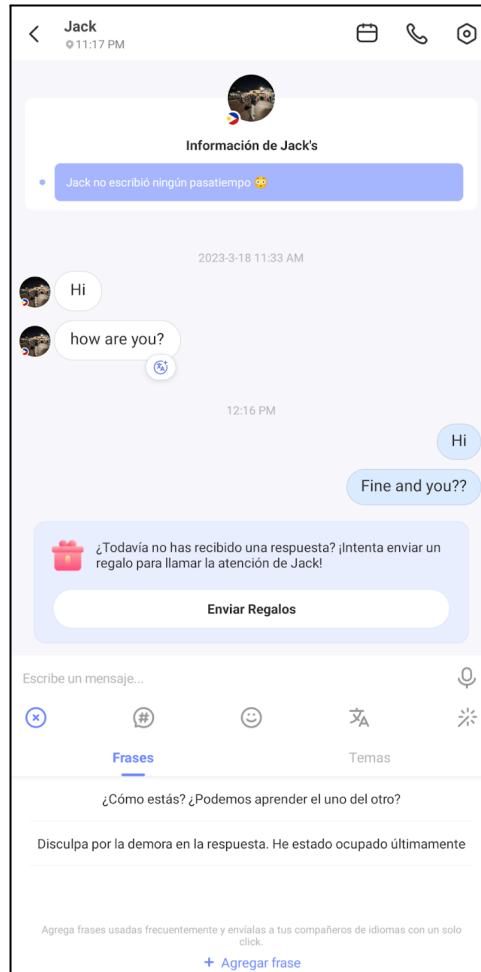 Jack
11:17 PM
Información de Jack's
Jack no escribió ningún pasatiempo 😳
2023-3-18 11:33 AM
Hi
how are you?
12:16 PM
Hi
Fine and you??
¿Todavía no has recibido una respuesta? ¡Intenta enviar un
regalo para llamar la atención de Jack!
Enviar Regalos
Escribe un mensaje...
Frases
Temas
¿Cómo estás? ¿Podemos aprender el uno del otro?
Disculpa por la demora en la respuesta. He estado ocupado últimamente
Agrega frases usadas frecuentemente y envíalas a tus compañeros de idiomas con un solo
click.
+ Agregar frase